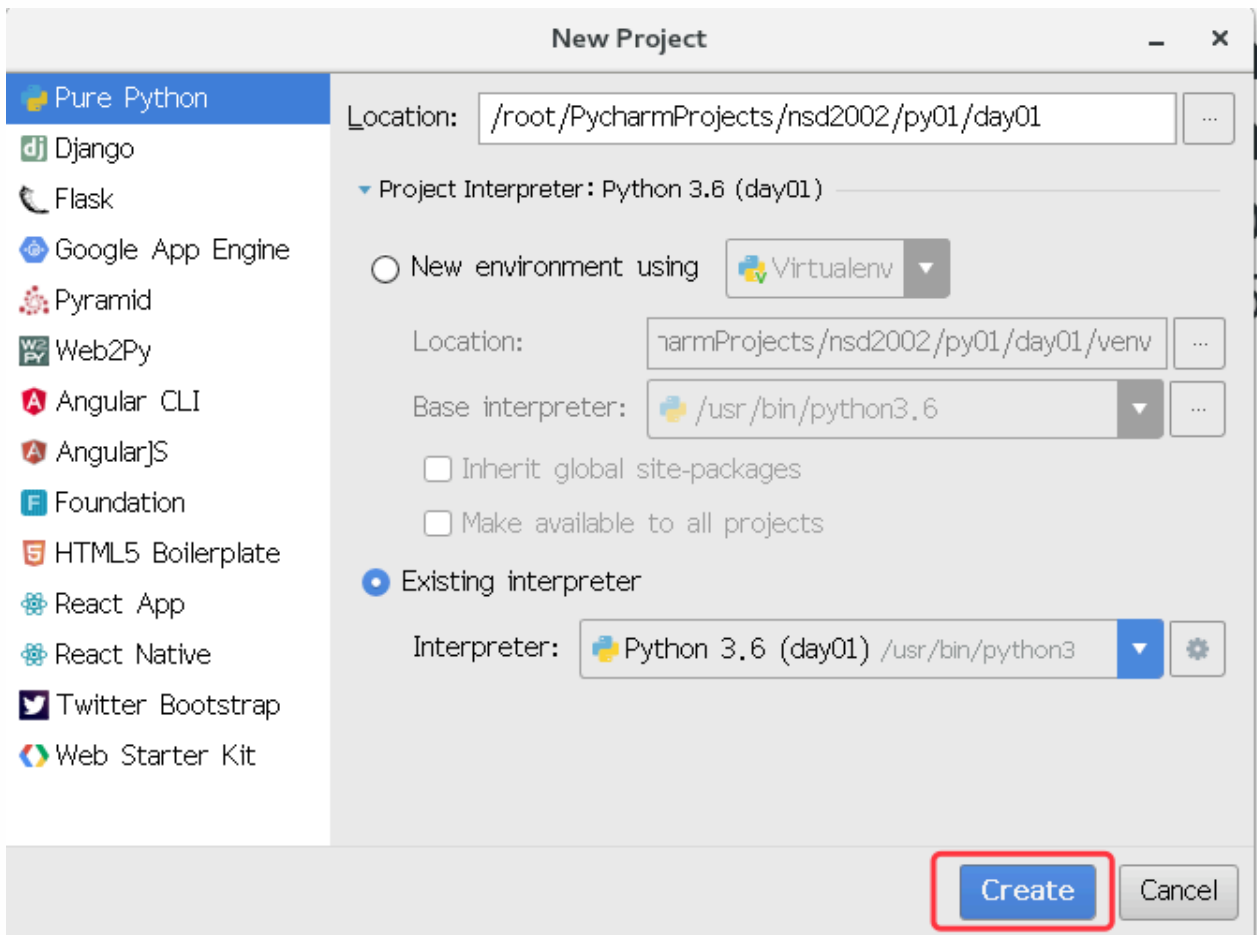 New Project
Pure Python
Django
Flask
Google App Engine
Pyramid
Web2Py
Angular CLI
AngularJS
Foundation
HTML5 Boilerplate
React App
React Native
Twitter Bootstrap
Web Starter Kit
Location: /root/PycharmProjects/nsd2002/py01/day01 ...
Project Interpreter: Python 3.6 (day01)
New environment using Virtualenv
Location: harmProjects/nsd2002/py01/day01/venv ...
Base interpreter: /usr/bin/python3.6 ...
Inherit global site-packages
Make available to all projects
Existing interpreter
Interpreter: Python 3.6 (day01) /usr/bin/python3
Create Cancel